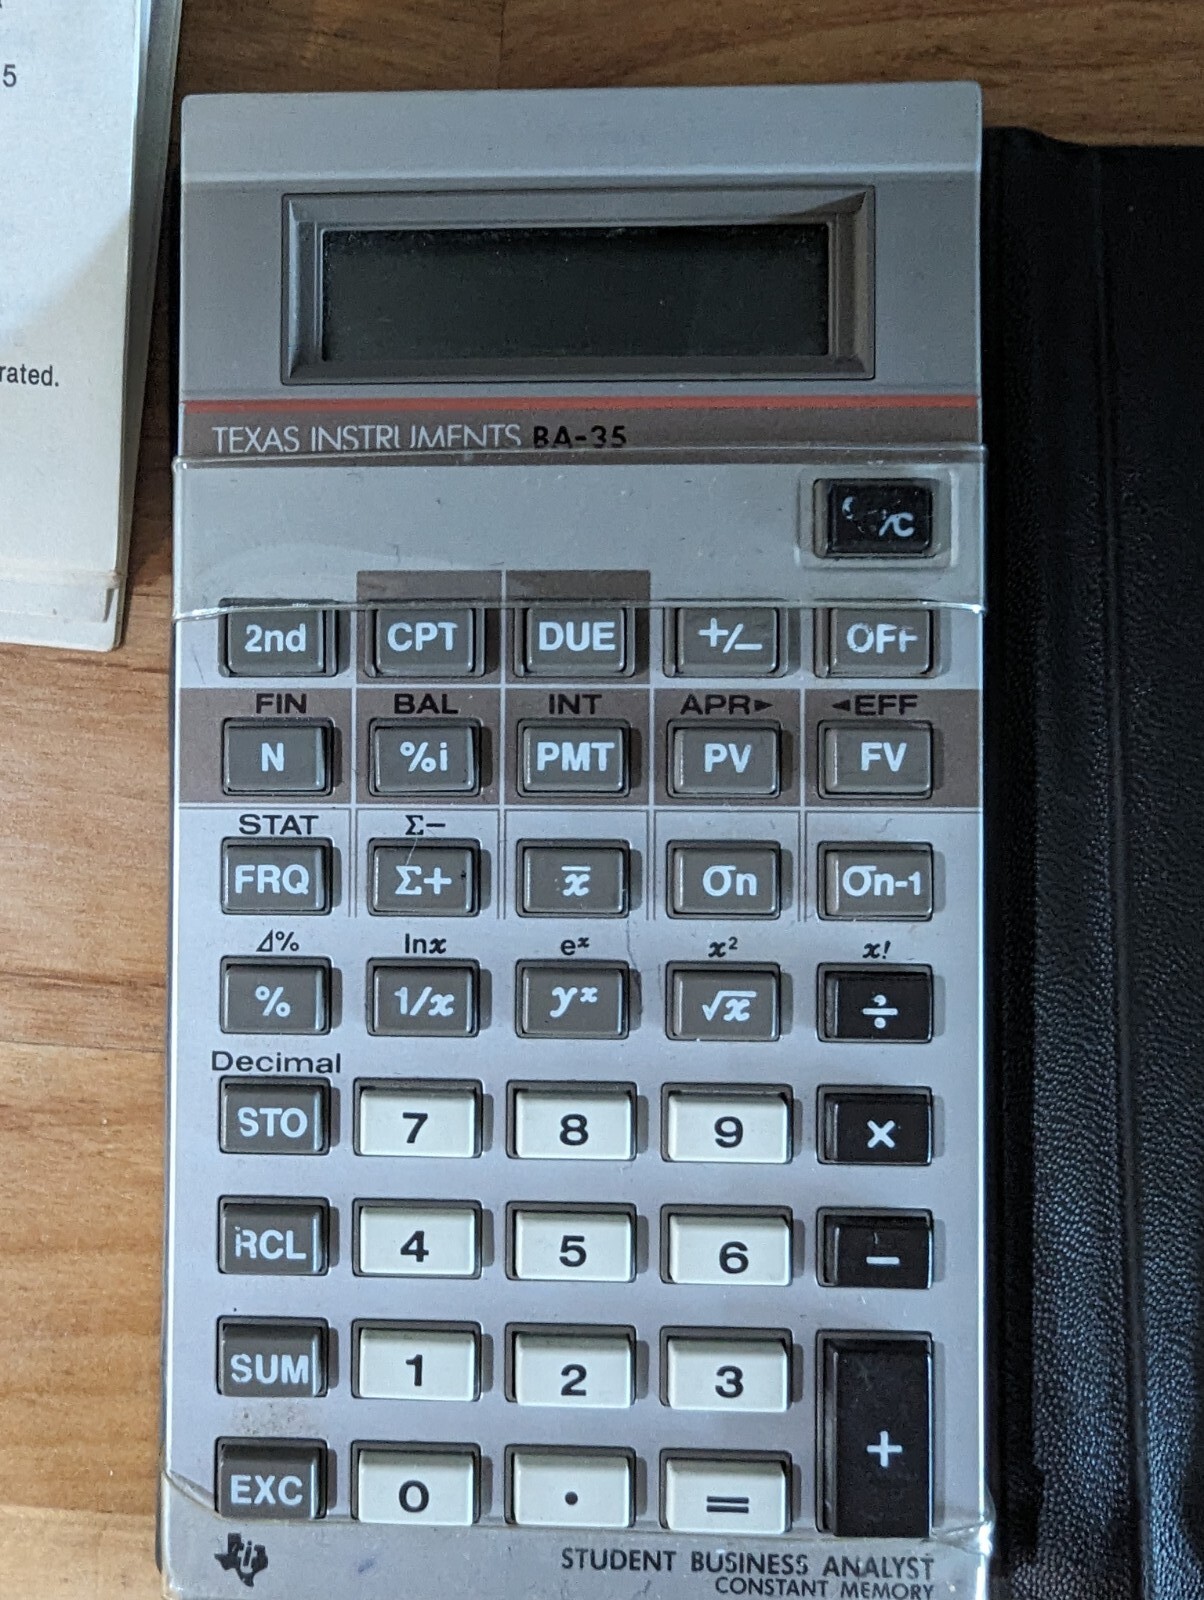 5
rated.
TEXAS INSTRUMENTS BA-35
/C
2nd CPT DUE +/− OFF
FIN BAL INT APR► ◄EFF
N %i PMT PV FV
STAT Σ−
FRQ Σ+ x̅ σn σn-1
Δ% lnx eˣ x² x!
% 1/x yˣ √x ÷
Decimal
STO 7 8 9 ×
RCL 4 5 6 −
SUM 1 2 3
+
EXC 0 . =
STUDENT BUSINESS ANALYST
CONSTANT MEMORY